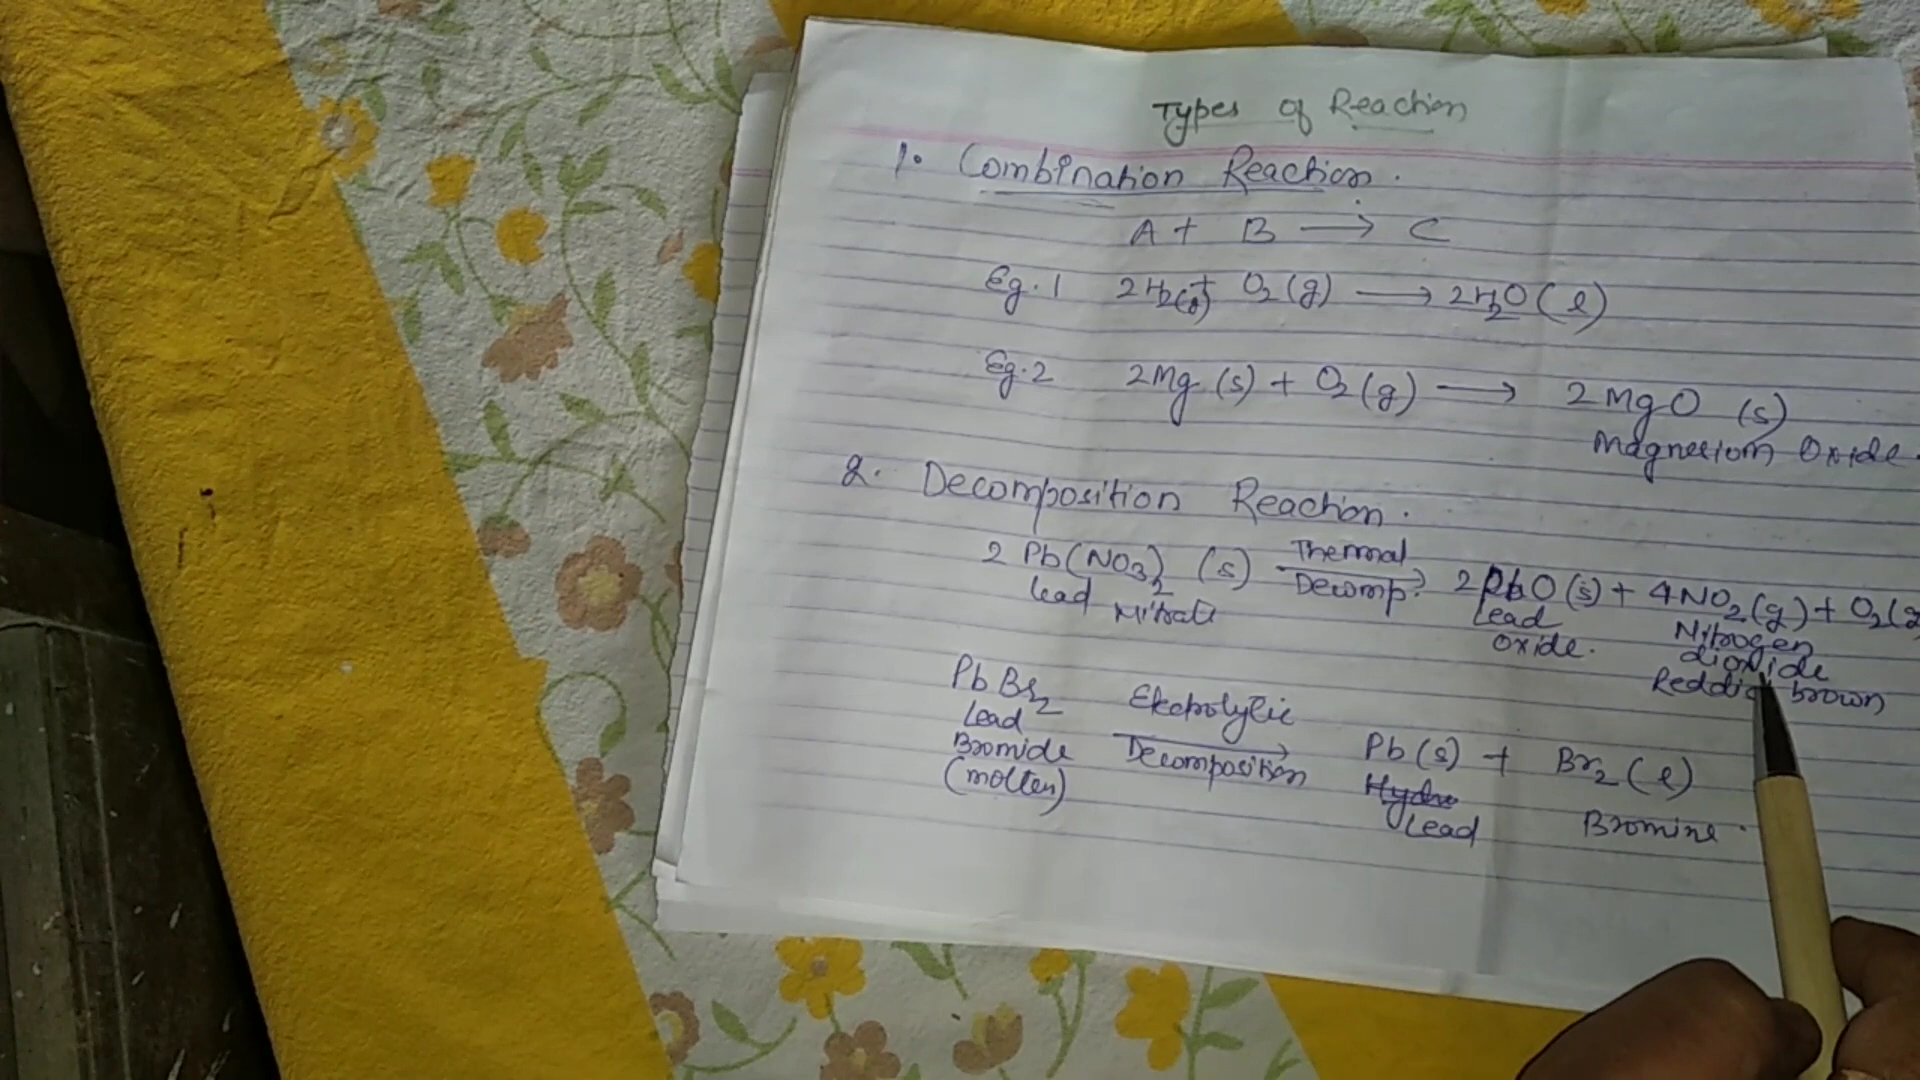 Types of Reaction
1. Combination Reaction.
A + B → C
Eg. 1 2H2(g) + O2(g) → 2H2O(l)
Eg. 2 2Mg(s) + O2(g) → 2MgO (s)
Magnesium Oxide.
2. Decomposition Reaction.
2 Pb(NO3)2 (s) Thermal Decomp. → 2PbO(s) + 4NO2(g) + O2(g
Lead Nitrate Lead Oxide. Nitrogen dioxide
Reddish brown
PbBr2 Electrolytic Decomposition → Pb(s) + Br2(l)
Lead Bromide (molten) Lead Bromine.